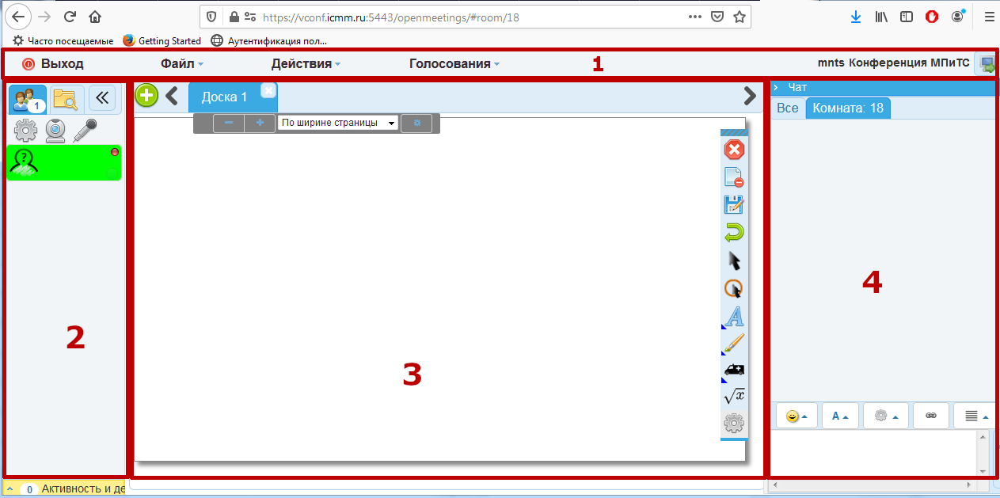 https://vconf.icmm.ru:5443/openmeetings/#room/18
Часто посещаемые Getting Started Аутентификация пол...
Выход Файл Действия Голосования 1 mnts Конференция МПиТС
1 Доска 1 Чат
Все Комната: 18
По ширине страницы
A
√x
2
3
4
A
0 Активность и де